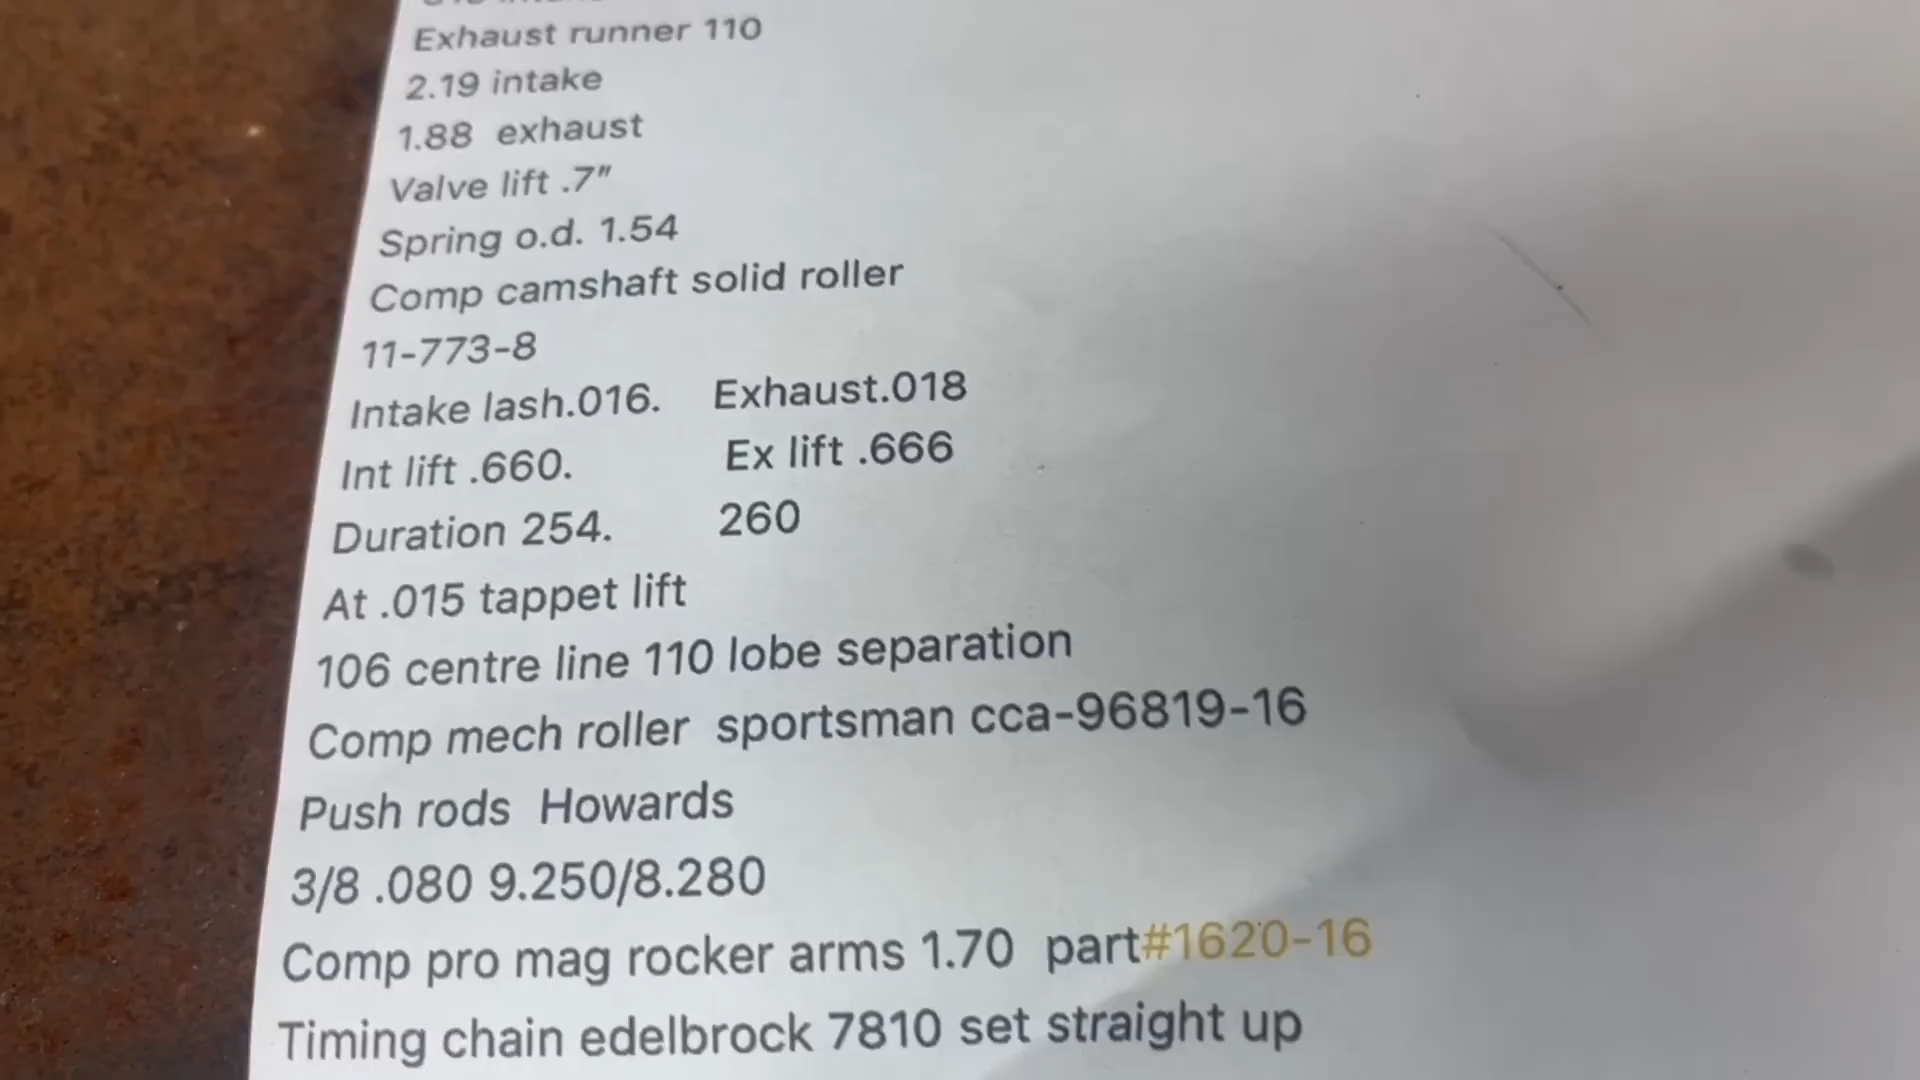 Exhaust runner 110
2.19 intake
1.88 exhaust
Valve lift .7"
Spring o.d. 1.54
Comp camshaft solid roller
11-773-8
Intake lash.016. Exhaust.018
Int lift .660. Ex lift .666
Duration 254. 260
At .015 tappet lift
106 centre line 110 lobe separation
Comp mech roller sportsman cca-96819-16
Push rods Howards
3/8 .080 9.250/8.280
Comp pro mag rocker arms 1.70 part#1620-16
Timing chain edelbrock 7810 set straight up